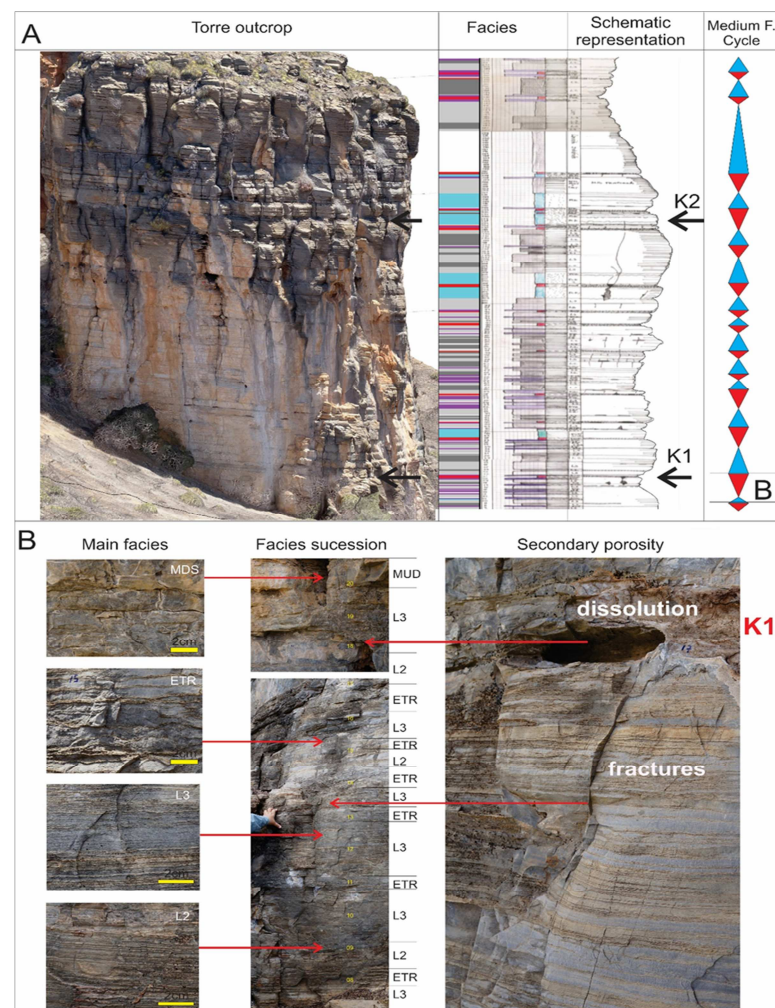 A
Torre outcrop
Facies
Schematic
representation
Medium F.
Cycle
K2
K1
B
B
Main facies
Facies sucession
Secondary porosity
MDS
2cm
ETR
L3
2cm
L2
MUD
L3
L2
ETR
L3
ETR
L2
ETR
L3
ETR
L3
ETR
L3
L2
ETR
L3
dissolution
K1
fractures